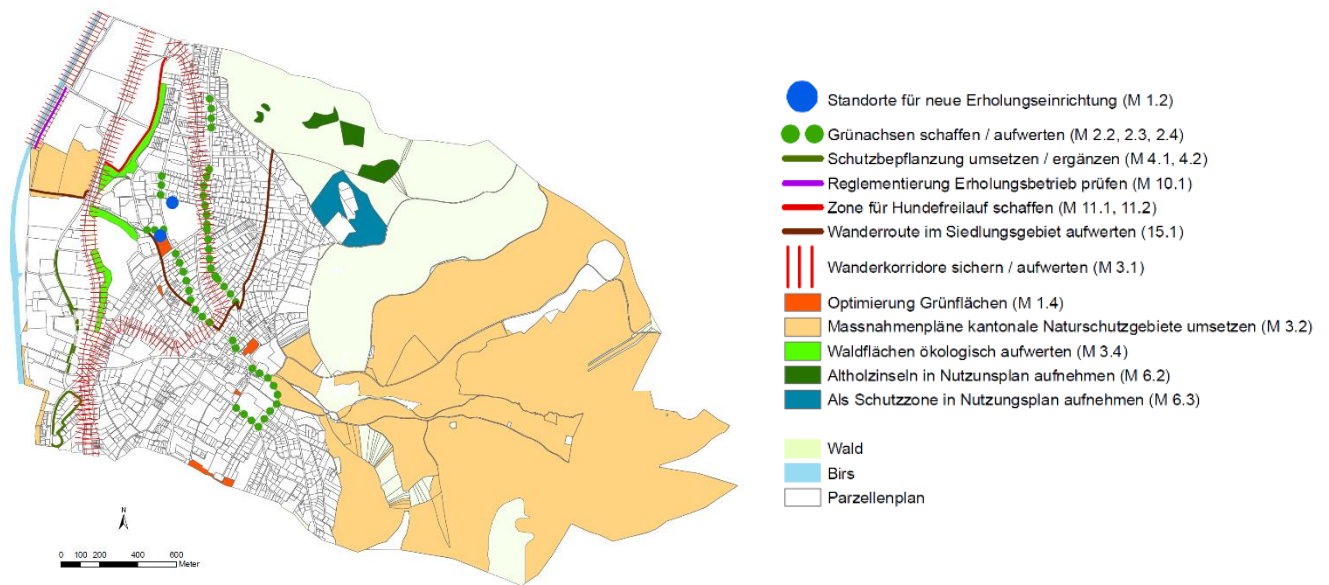 Standorte für neue Erholungseinrichtung (M 1.2)
Grünachsen schaffen / aufwerten (M 2.2, 2.3, 2.4)
Schutzbepflanzung umsetzen / ergänzen (M 4.1, 4.2)
Reglementierung Erholungsbetrieb prüfen (M 10.1)
Zone für Hundefreilauf schaffen (M 11.1, 11.2)
Wanderroute im Siedlungsgebiet aufwerten (15.1)
Wanderkorridore sichern / aufwerten (M 3.1)
Optimierung Grünflächen (M 1.4)
Massnahmenpläne kantonale Naturschutzgebiete umsetzen (M 3.2)
Waldflächen ökologisch aufwerten (M 3.4)
Altholzinseln in Nutzunsplan aufnehmen (M 6.2)
Als Schutzzone in Nutzungsplan aufnehmen (M 6.3)
Wald
Birs
Parzellenplan
N
0 100 200 400 600
Meter